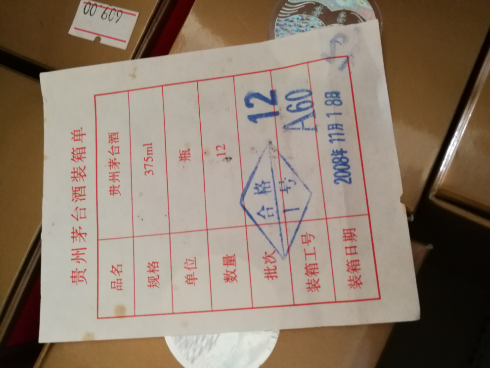 贵州茅台酒装箱单
品名 贵州茅台酒
规格 375ml
单位 瓶
数量 12
批次 12
合格
1号
装箱工号 A60
装箱日期 2008年11月18日
609.00